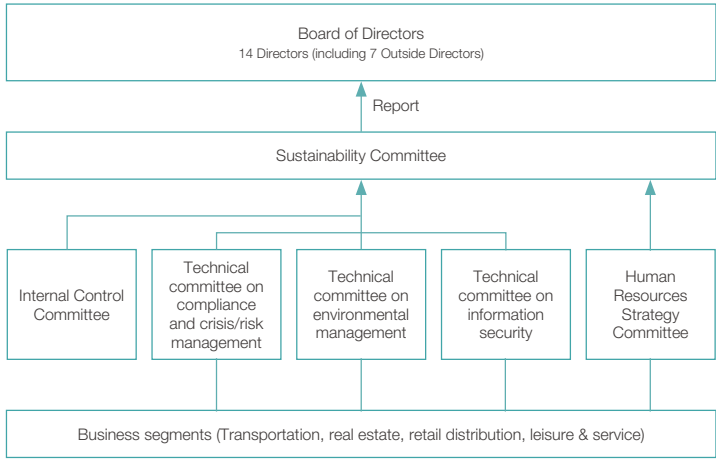 Board of Directors
14 Directors (including 7 Outside Directors)
Report
Sustainability Committee
Internal Control
Committee
Technical
committee on
compliance
and crisis/risk
management
Technical
committee on
environmental
management
Technical
committee on
information
security
Human
Resources
Strategy
Committee
Business segments (Transportation, real estate, retail distribution, leisure & service)